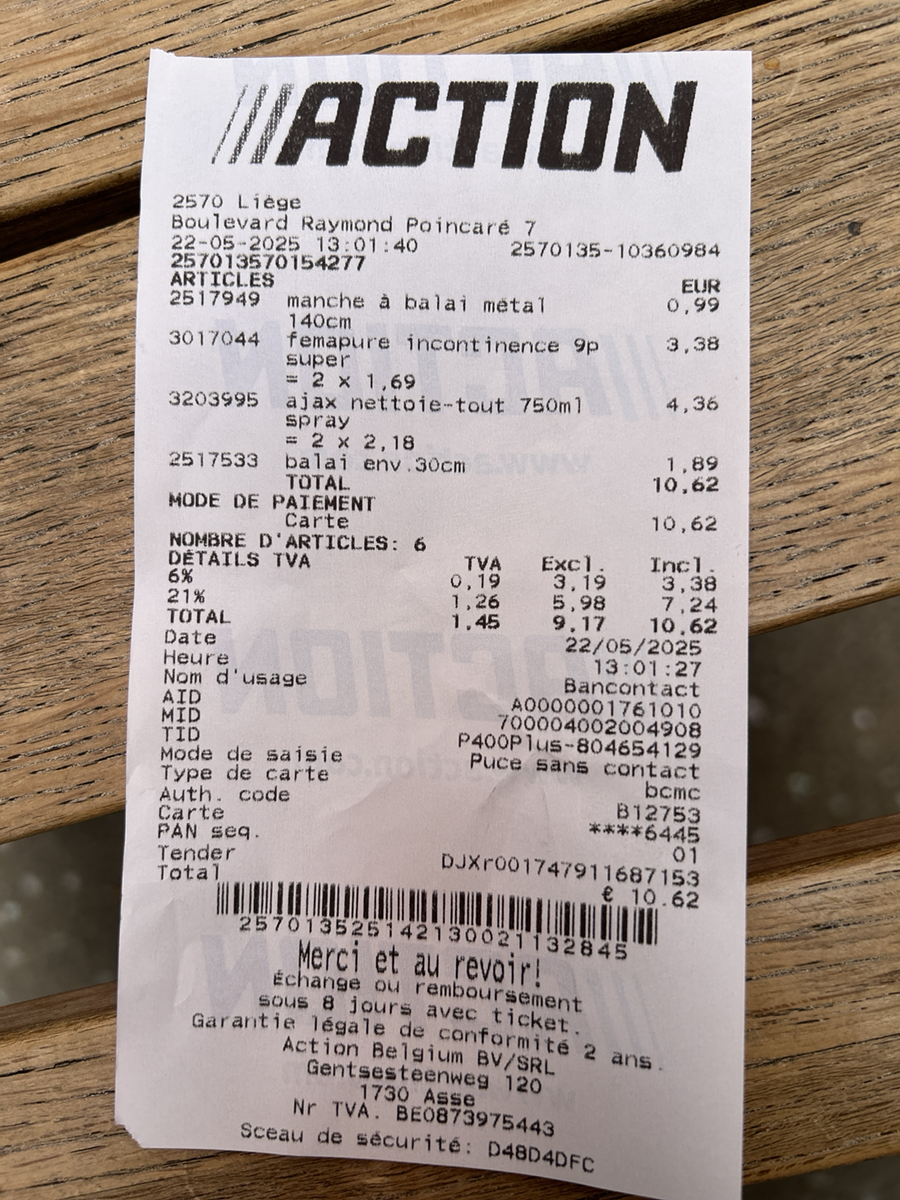 ///ACTION
2570 Liège
Boulevard Raymond Poincaré 7
22-05-2025 13:01:40 2570135-10360984
257013570154277
ARTICLES EUR
2517949 manche à balai métal 0,99
140cm
3017044 femapure incontinence 9p 3,38
super
= 2 x 1,69
3203995 ajax nettoie-tout 750ml 4,36
spray
= 2 x 2,18
2517533 balai env.30cm 1,89
TOTAL 10,62
MODE DE PAIEMENT
Carte 10,62
NOMBRE D'ARTICLES: 6
DÉTAILS TVA TVA Excl. Incl.
6% 0,19 3,19 3,38
21% 1,26 5,98 7,24
TOTAL 1,45 9,17 10,62
Date 22/05/2025
Heure 13:01:27
Nom d'usage Bancontact
AID A0000001761010
MID 700004002004908
TID P400Plus-804654129
Mode de saisie Puce sans contact
Type de carte bcmc
Auth. code B12753
Carte ****6445
PAN seq. 01
Tender DJXr001747911687153
Total € 10.62
257013525142130021132845
Merci et au revoir!
Échange ou remboursement
sous 8 jours avec ticket.
Garantie légale de conformité 2 ans.
Action Belgium BV/SRL
Gentsesteenweg 120
1730 Asse
Nr TVA. BE0873975443
Sceau de sécurité: D48D4DFC